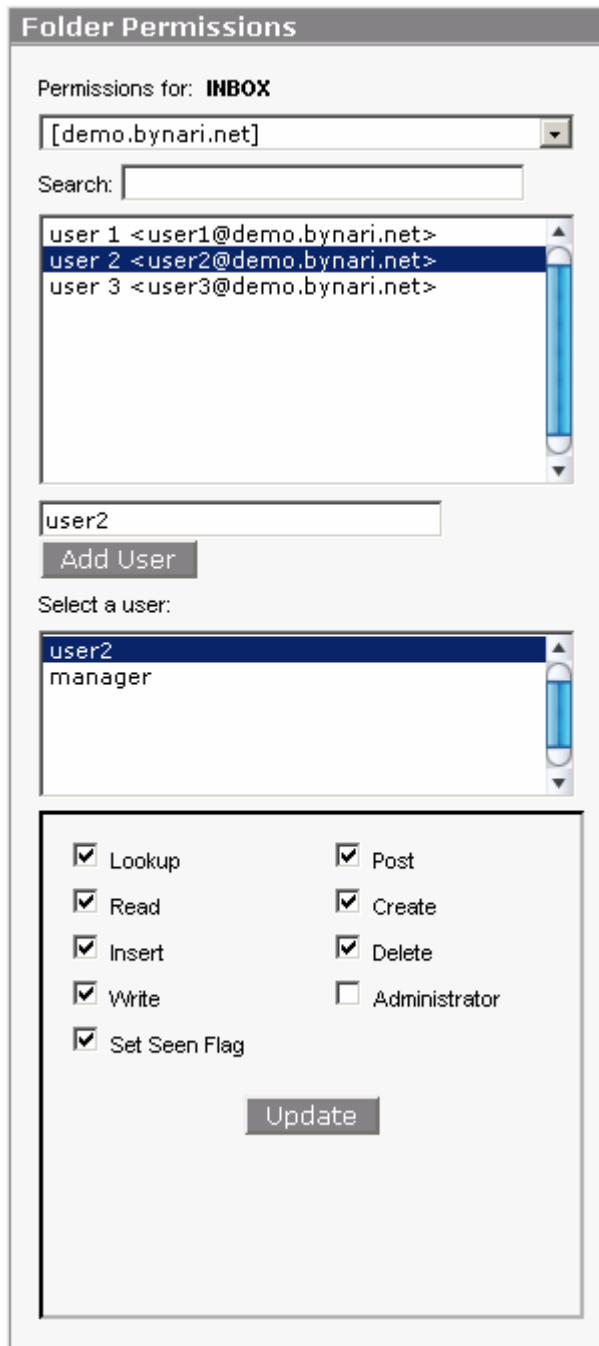 Folder Permissions
Permissions for: INBOX
[demo.bynari.net]
Search:
user 1 <user1@demo.bynari.net>
user 2 <user2@demo.bynari.net>
user 3 <user3@demo.bynari.net>
user2
Add User
Select a user:
user2
manager
Lookup Post
Read Create
Insert Delete
Write Administrator
Set Seen Flag
Update